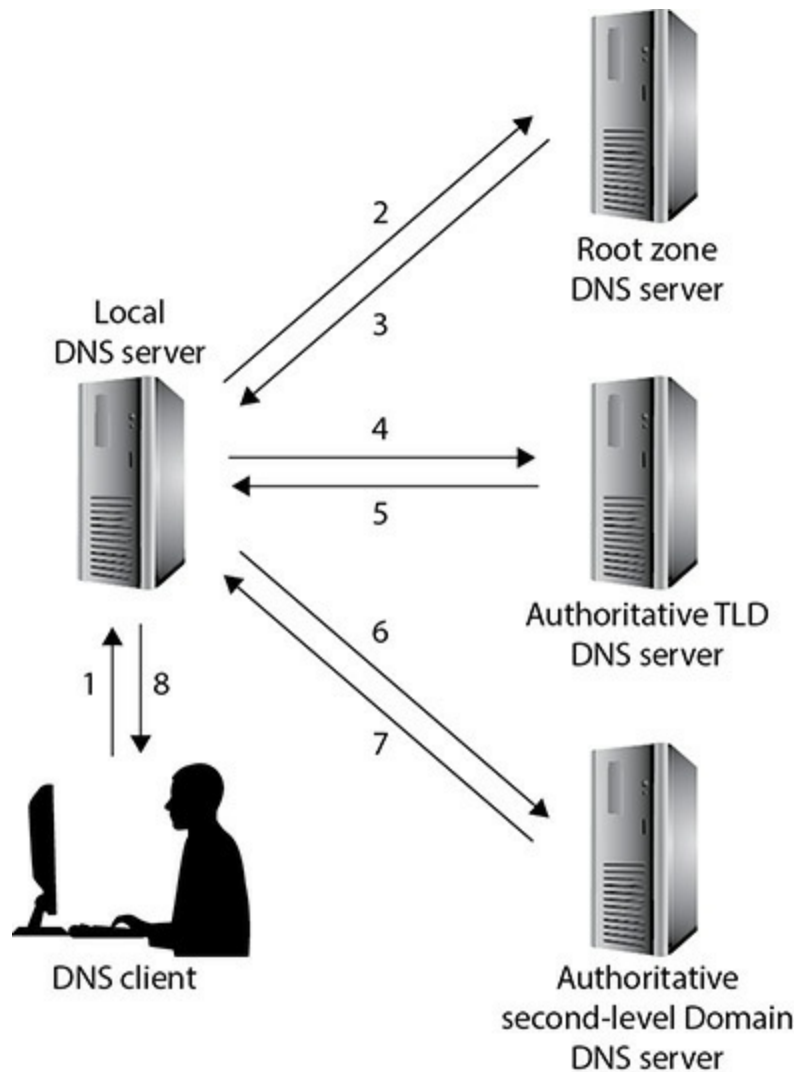 Root zone
DNS server
Local
DNS server
2
3
4
5
Authoritative TLD
DNS server
6
7
1
8
DNS client
Authoritative
second-level Domain
DNS server